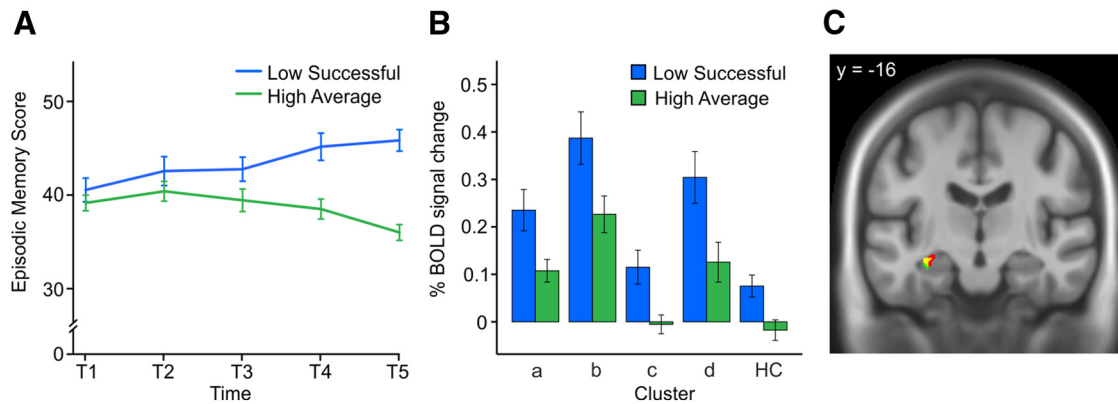 A
Low Successful
High Average
50
40
30
0
Episodic Memory Score
T1 T2 T3 T4 T5
Time
B
Low Successful
High Average
0.5
0.4
0.3
0.2
0.1
0
% BOLD signal change
a b c d HC
Cluster
C
y = -16